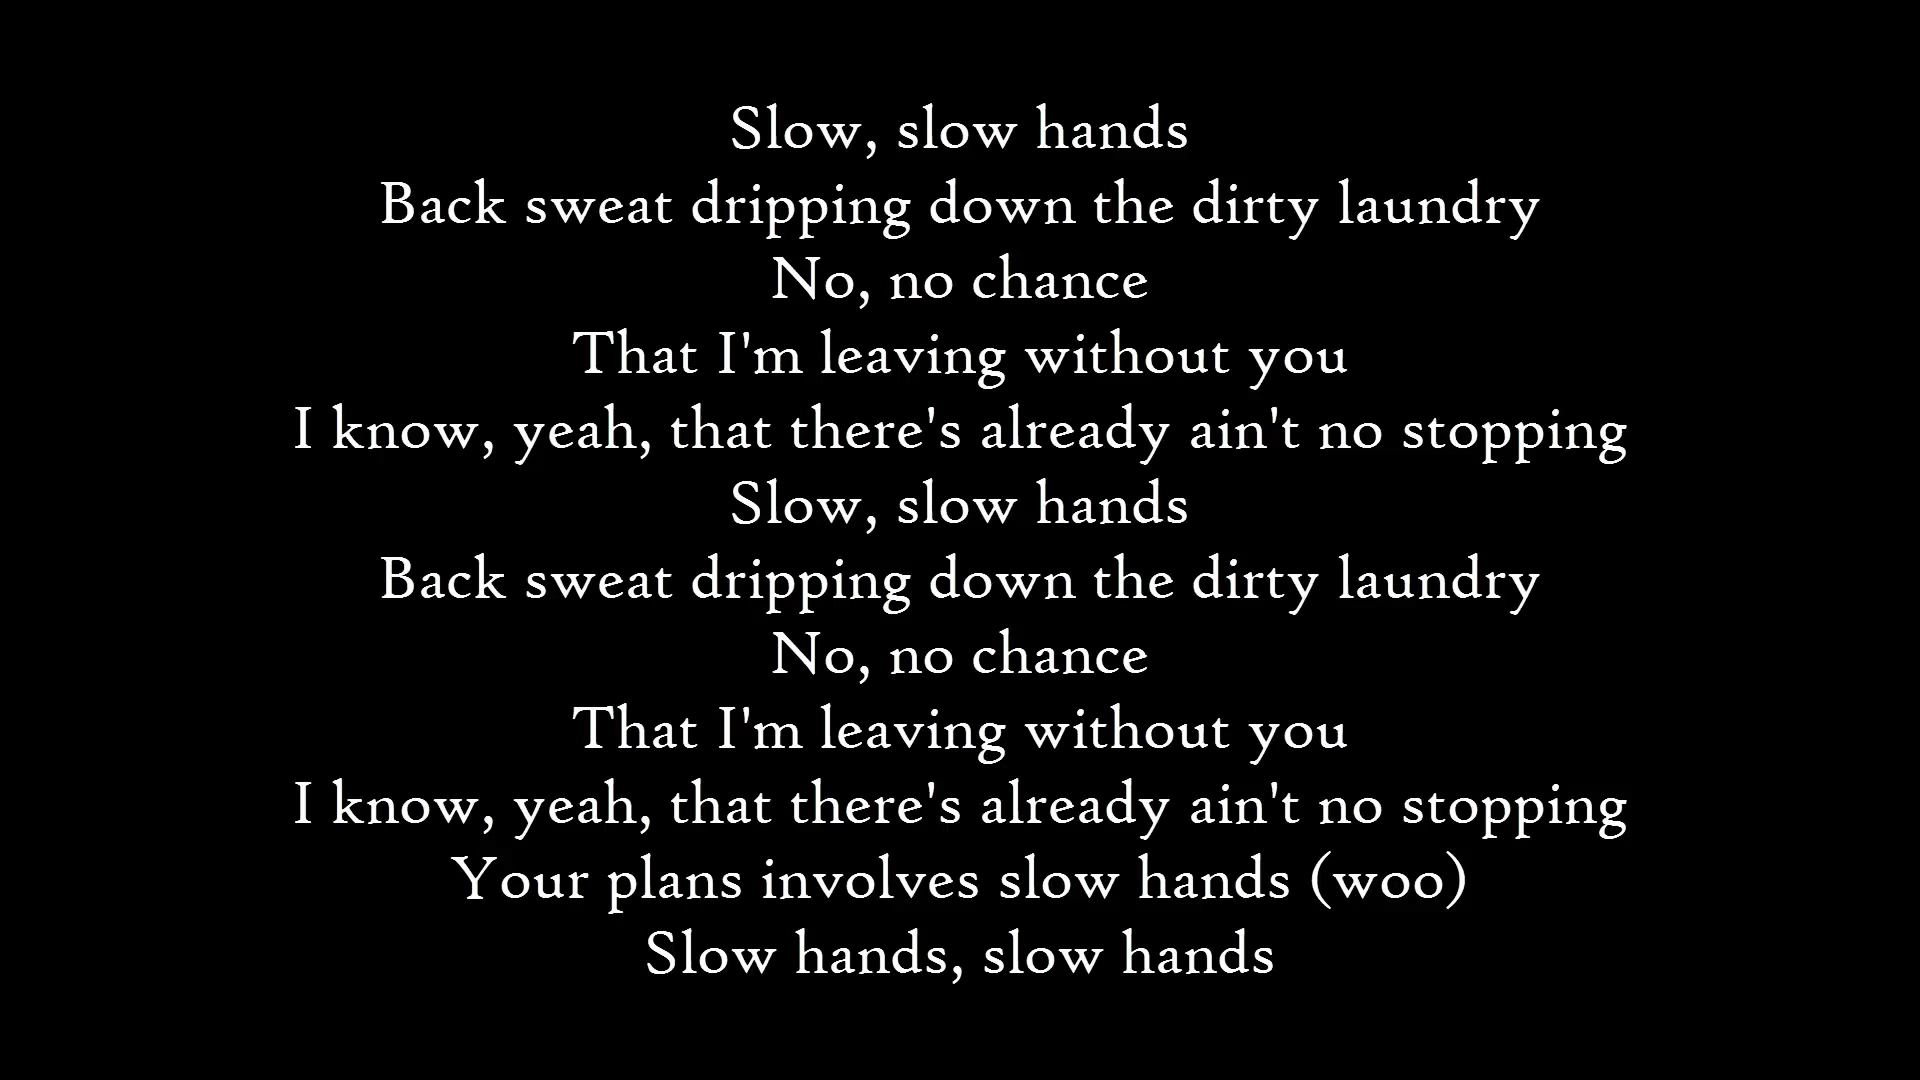 Slow, slow hands
Back sweat dripping down the dirty laundry
No, no chance
That I'm leaving without you
I know, yeah, that there's already ain't no stopping
Slow, slow hands
Back sweat dripping down the dirty laundry
No, no chance
That I'm leaving without you
I know, yeah, that there's already ain't no stopping
Your plans involves slow hands (woo)
Slow hands, slow hands